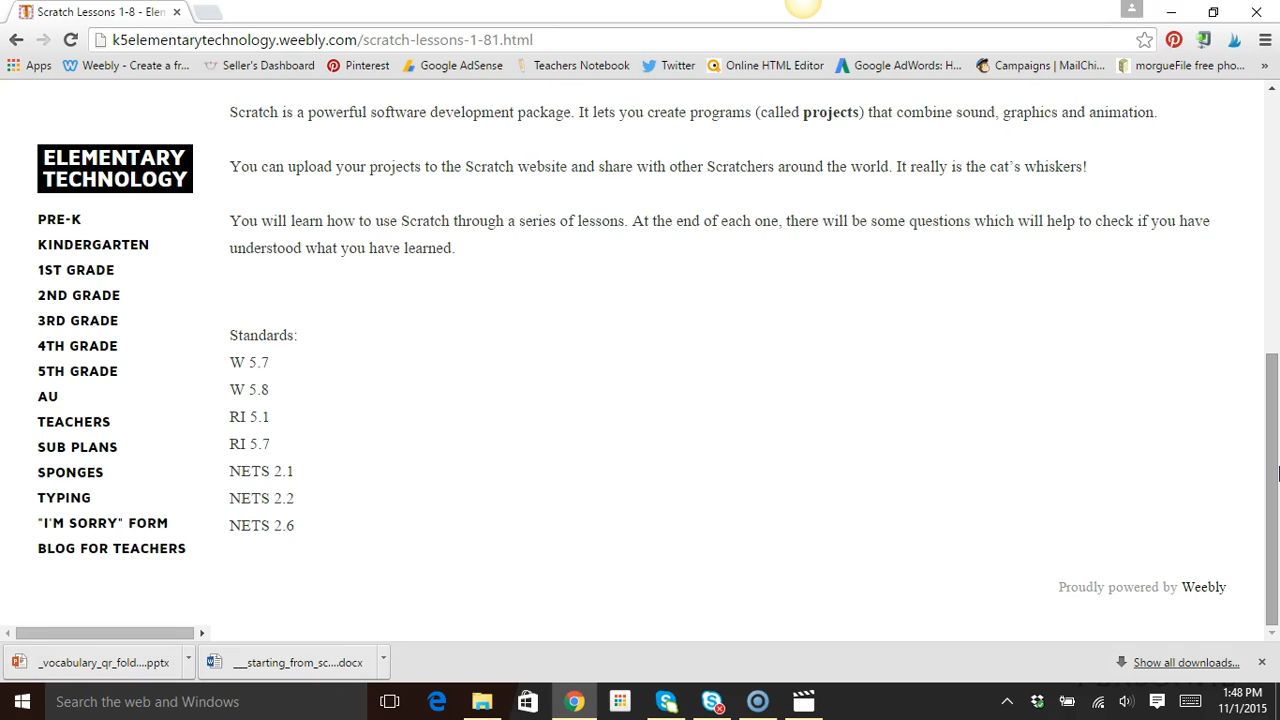 Scratch Lessons 1-8 - Elen
k5elementarytechnology.weebly.com/scratch-lessons-1-81.html
Apps Weebly - Create a fr... Seller's Dashboard Pinterest Google AdSense Teachers Notebook Twitter Online HTML Editor Google AdWords: H... Campaigns | MailChi... morgueFile free pho... »
Scratch is a powerful software development package. It lets you create programs (called projects) that combine sound, graphics and animation.
You can upload your projects to the Scratch website and share with other Scratchers around the world. It really is the cat's whiskers!
You will learn how to use Scratch through a series of lessons. At the end of each one, there will be some questions which will help to check if you have
understood what you have learned.
ELEMENTARY
TECHNOLOGY
PRE-K
KINDERGARTEN
1ST GRADE
2ND GRADE
3RD GRADE
4TH GRADE
5TH GRADE
AU
TEACHERS
SUB PLANS
SPONGES
TYPING
"I'M SORRY" FORM
BLOG FOR TEACHERS
Standards:
W 5.7
W 5.8
RI 5.1
RI 5.7
NETS 2.1
NETS 2.2
NETS 2.6
Proudly powered by Weebly
_vocabulary_qr_fold....pptx
___starting_from_sc....docx
Show all downloads...
Search the web and Windows
1:48 PM
11/1/2015